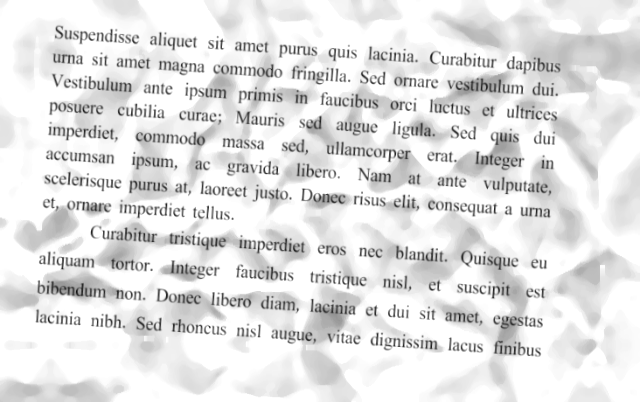 Suspendisse aliquet sit amet purus quis lacinia. Curabitur dapibus
urna sit amet magna commodo fringilla. Sed ornare vestibulum dui.
Vestibulum ante ipsum primis in faucibus orci luctus et ultrices
posuere cubilia curae; Mauris sed augue ligula. Sed quis dui
imperdiet, commodo massa sed, ullamcorper erat. Integer in
accumsan ipsum, ac gravida libero. Nam at ante vulputate,
scelerisque purus at, laoreet justo. Donec risus elit, consequat a urna
et, ornare imperdiet tellus.
Curabitur tristique imperdiet eros nec blandit. Quisque eu
aliquam tortor. Integer faucibus tristique nisl, et suscipit est
bibendum non. Donec libero diam, lacinia et dui sit amet, egestas
lacinia nibh. Sed rhoncus nisl augue, vitae dignissim lacus finibus